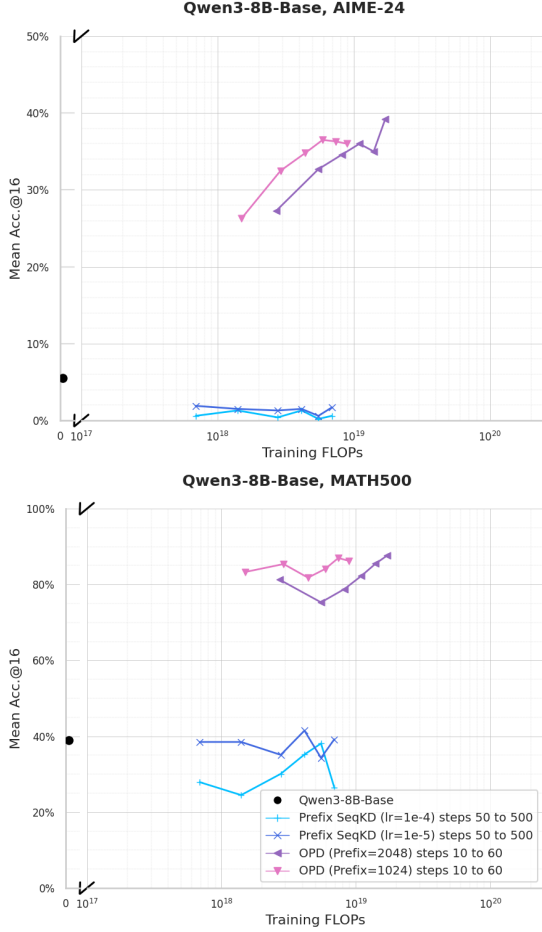 Qwen3-8B-Base, AIME-24
50%
40%
30%
20%
10%
0%
Mean Acc.@16
0 10^17 10^18 10^19 10^20
Training FLOPs
Qwen3-8B-Base, MATH500
100%
80%
60%
40%
20%
0%
Mean Acc.@16
Qwen3-8B-Base
Prefix SeqKD (lr=1e-4) steps 50 to 500
Prefix SeqKD (lr=1e-5) steps 50 to 500
OPD (Prefix=2048) steps 10 to 60
OPD (Prefix=1024) steps 10 to 60
0 10^17 10^18 10^19 10^20
Training FLOPs